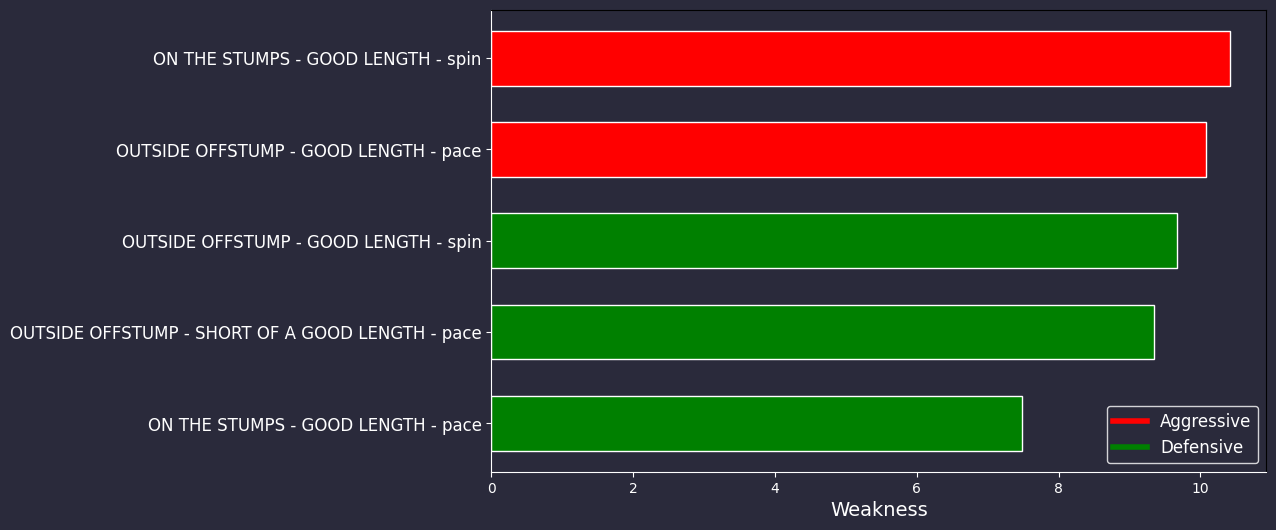 ON THE STUMPS - GOOD LENGTH - spin
OUTSIDE OFFSTUMP - GOOD LENGTH - pace
OUTSIDE OFFSTUMP - GOOD LENGTH - spin
OUTSIDE OFFSTUMP - SHORT OF A GOOD LENGTH - pace
ON THE STUMPS - GOOD LENGTH - pace
Aggressive
Defensive
0 2 4 6 8 10
Weakness